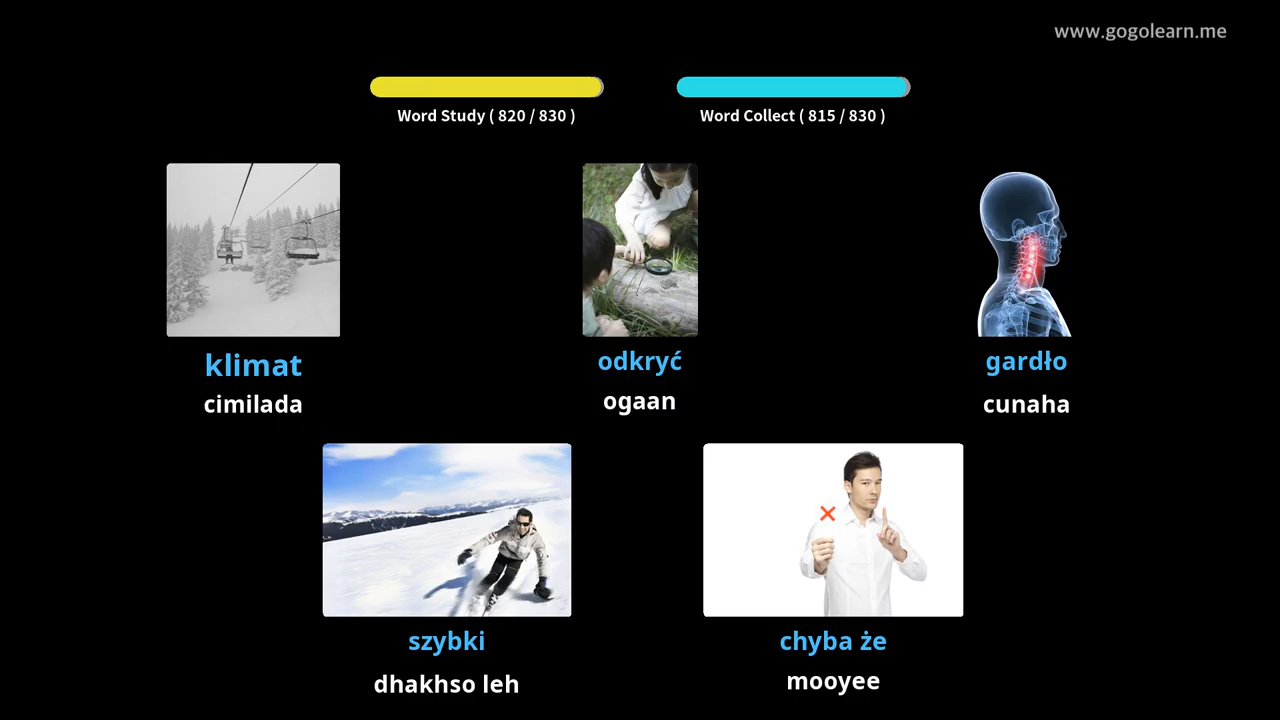 www.gogolearn.me
Word Study ( 820 / 830 )
Word Collect ( 815 / 830 )
klimat
cimilada
odkryć
ogaan
gardło
cunaha
szybki
dhakhso leh
chyba że
mooyee